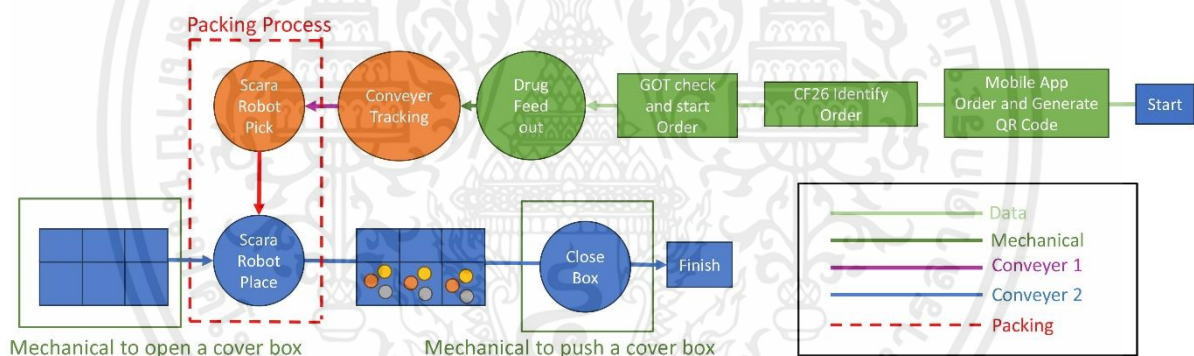 Packing Process
Scara
Robot
Pick
Conveyer
Tracking
Drug
Feed
out
GOT check
and start
Order
CF26 Identify
Order
Mobile App
Order and Generate
QR Code
Start
Scara
Robot
Place
Close
Box
Finish
Mechanical to open a cover box
Mechanical to push a cover box
Data
Mechanical
Conveyer 1
Conveyer 2
Packing